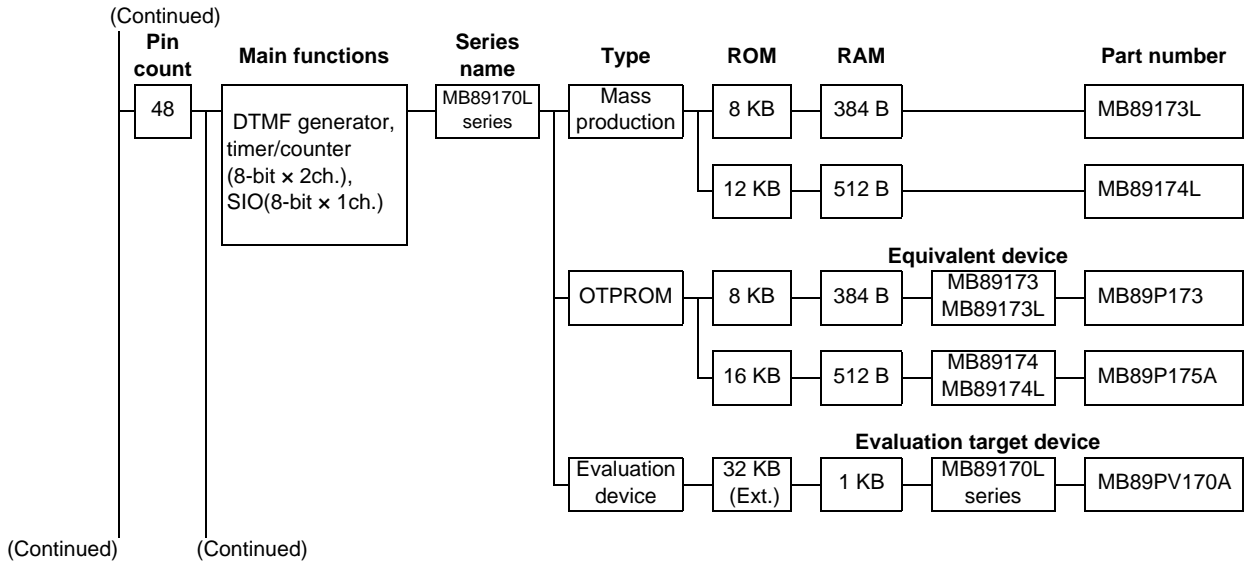 (Continued)
Pin count
Main functions
Series name
Type
ROM
RAM
Part number
48
DTMF generator,
timer/counter
(8-bit × 2ch.),
SIO(8-bit × 1ch.)
MB89170L
series
Mass
production
8 KB
384 B
MB89173L
12 KB
512 B
MB89174L
Equivalent device
OTPROM
8 KB
384 B
MB89173
MB89173L
MB89P173
16 KB
512 B
MB89174
MB89174L
MB89P175A
Evaluation target device
Evaluation
device
32 KB
(Ext.)
1 KB
MB89170L
series
MB89PV170A
(Continued)
(Continued)